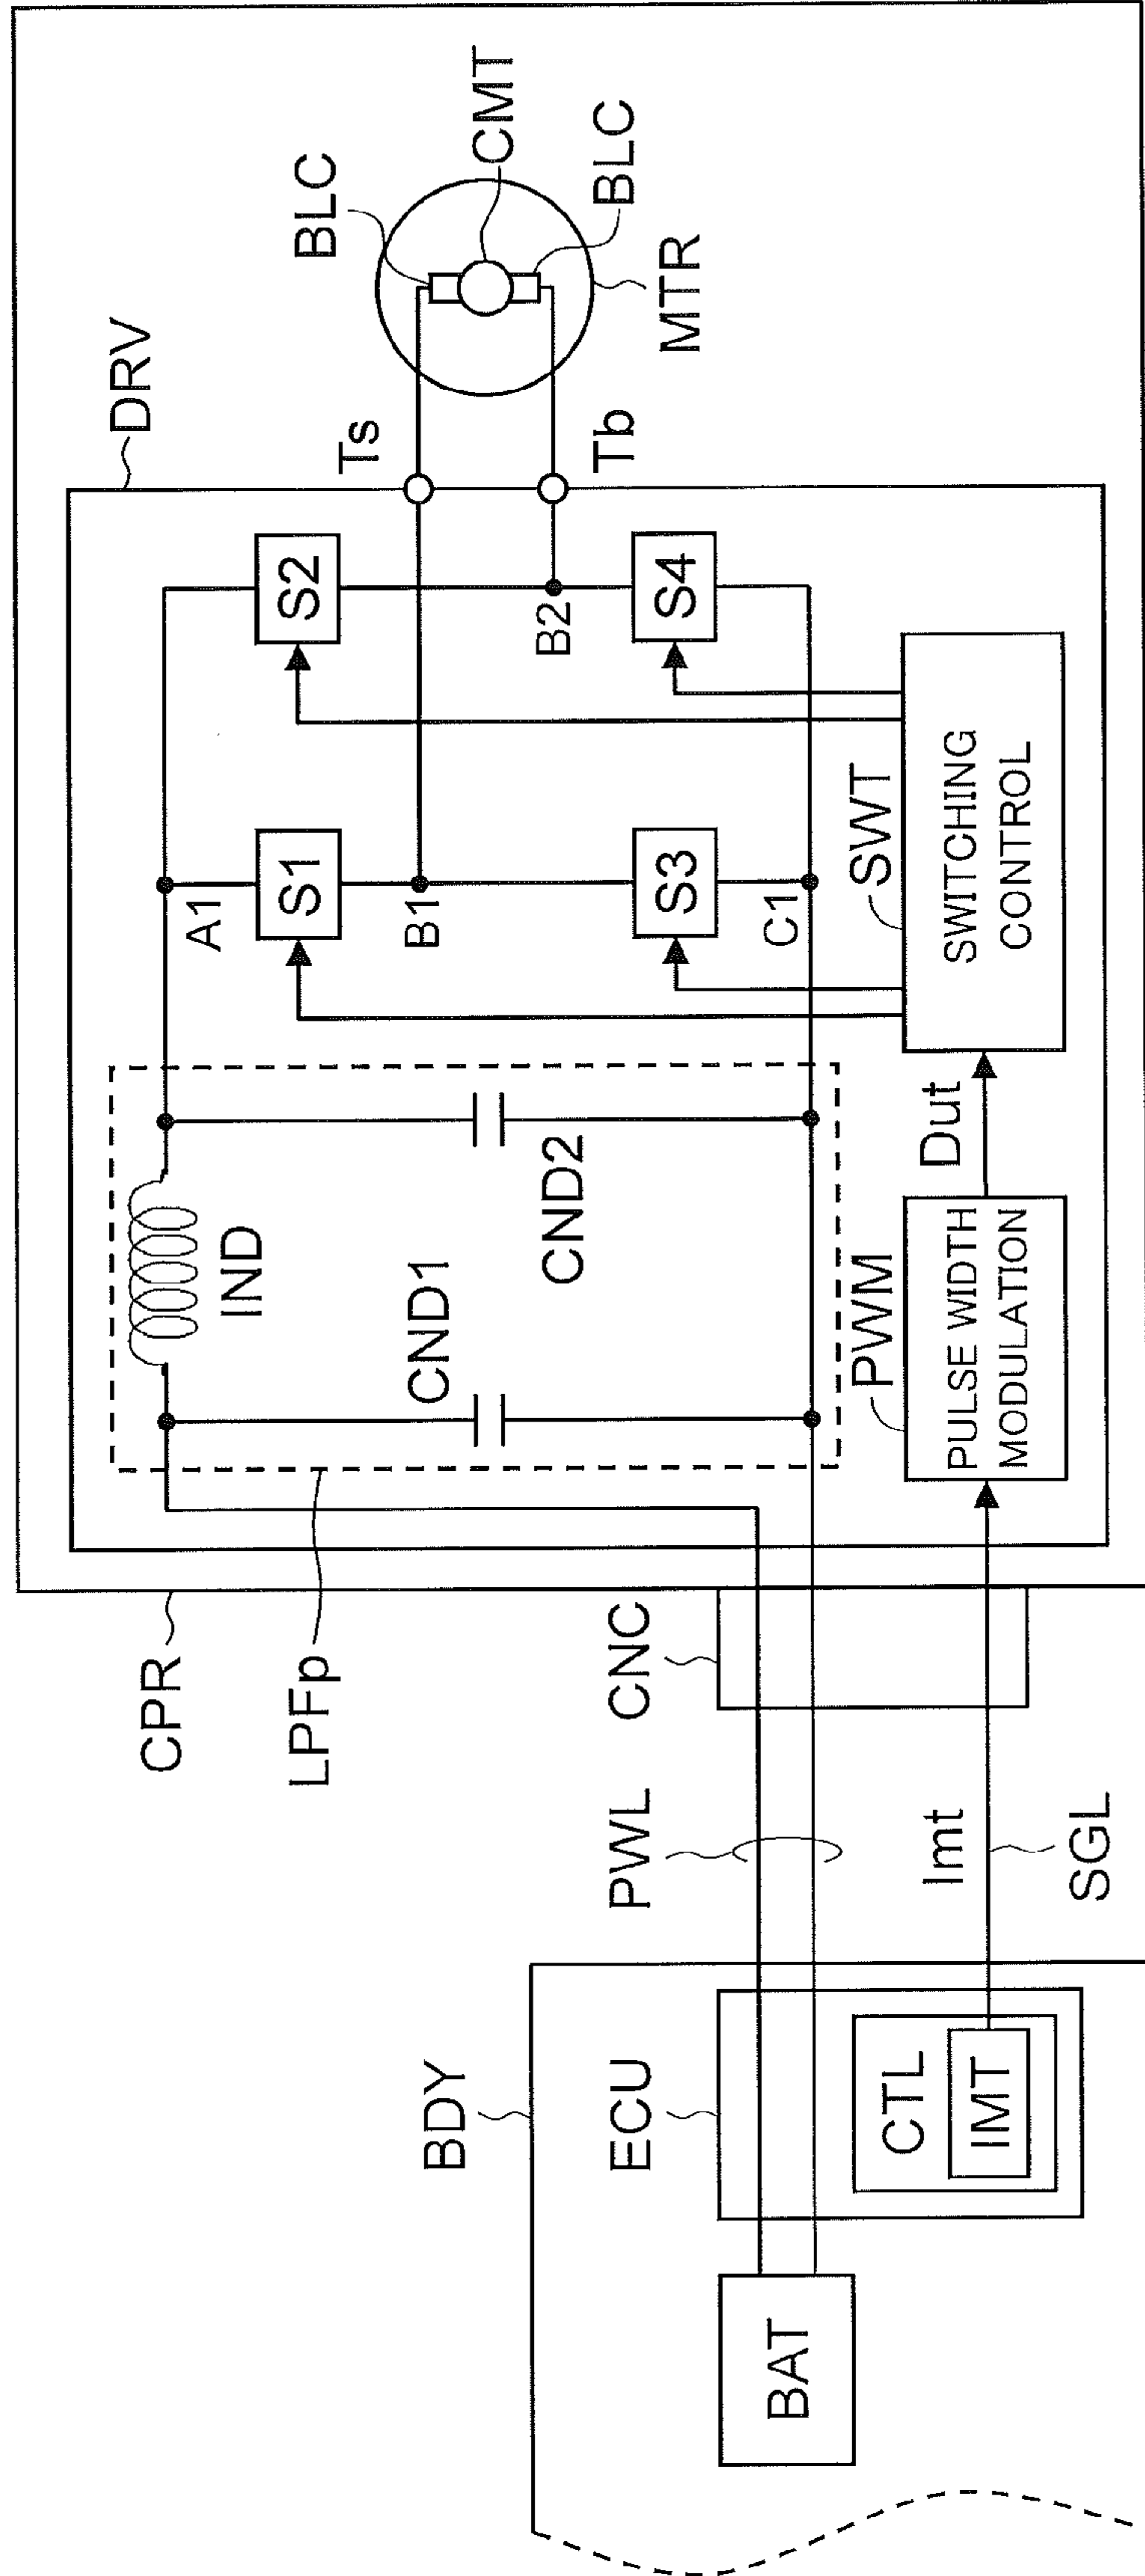 BDY
ECU
BAT
CTL
IMT
PWL
Imt
SGL
CNC
CPR
LPFp
DRV
IND
CND1
CND2
A1
B1
C1
B2
S1
S2
S3
S4
PWM
PULSE WIDTH
MODULATION
Dut
SWT
SWITCHING
CONTROL
Ts
Tb
BLC
CMT
BLC
MTR